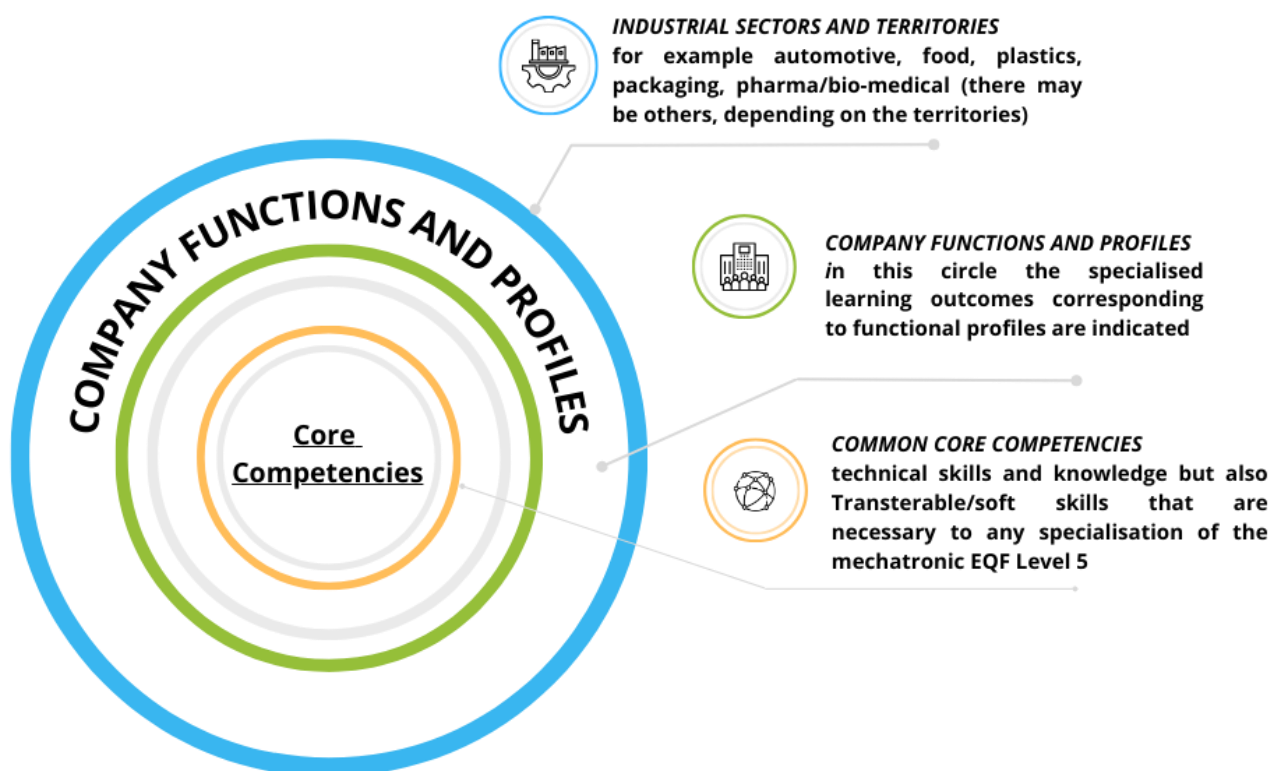 INDUSTRIAL SECTORS AND TERRITORIES
for example automotive, food, plastics,
packaging, pharma/bio-medical (there may
be others, depending on the territories)
COMPANY FUNCTIONS AND PROFILES
COMPANY FUNCTIONS AND PROFILES
in this circle the specialised
learning outcomes corresponding
to functional profiles are indicated
Core
Competencies
COMMON CORE COMPETENCIES
technical skills and knowledge but also
Transterable/soft skills that are
necessary to any specialisation of the
mechatronic EQF Level 5